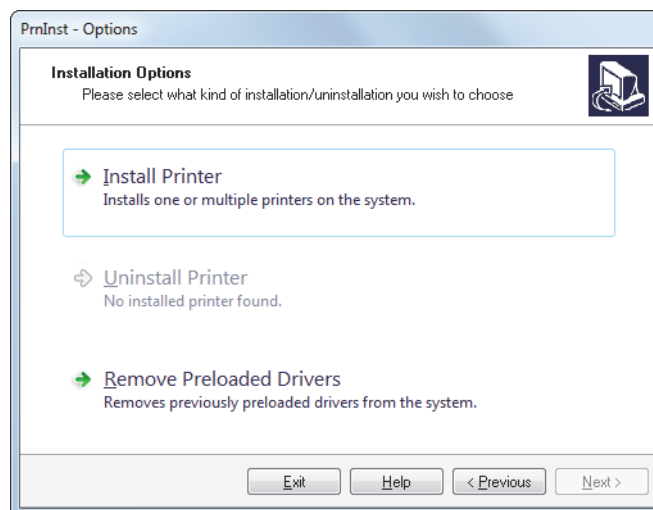 PrnInst - Options
Installation Options
Please select what kind of installation/uninstallation you wish to choose
Install Printer
Installs one or multiple printers on the system.
Uninstall Printer
No installed printer found.
Remove Preloaded Drivers
Removes previously preloaded drivers from the system.
Exit Help < Previous Next >